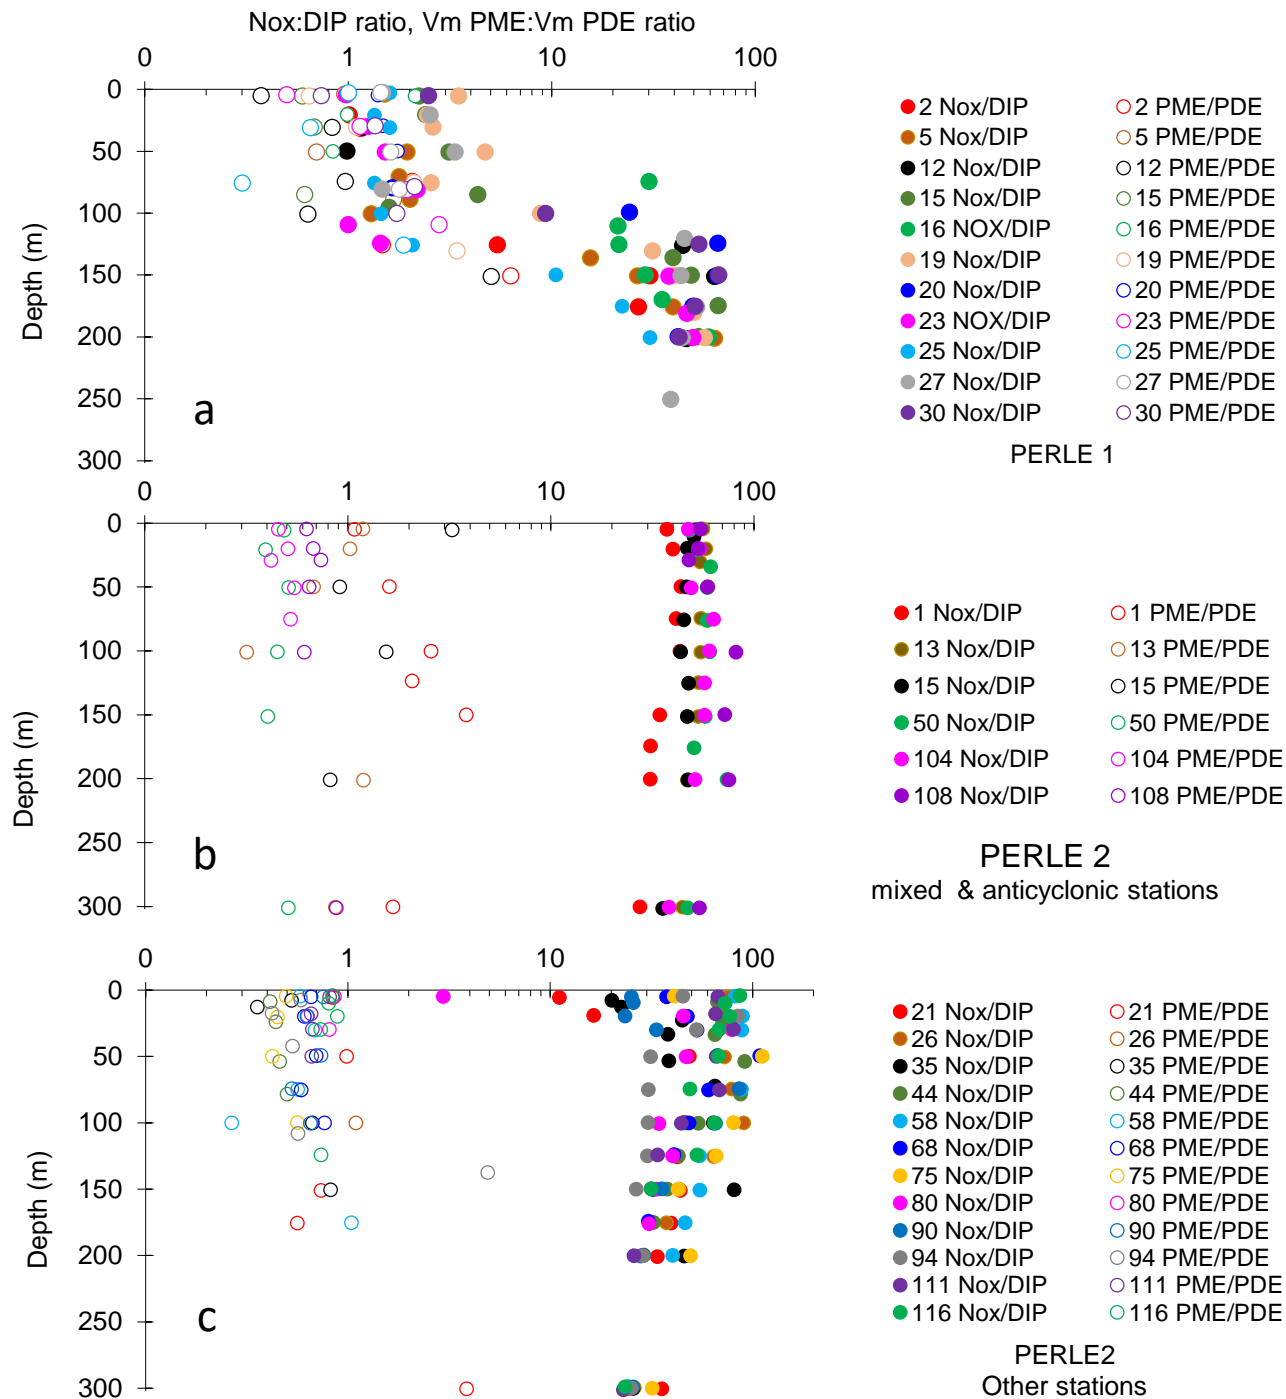 Nox:DIP ratio, Vm PME:Vm PDE ratio
0 1 10 100
0
50
100
150
200
250
300
Depth (m)
a
2 Nox/DIP 2 PME/PDE
5 Nox/DIP 5 PME/PDE
12 Nox/DIP 12 PME/PDE
15 Nox/DIP 15 PME/PDE
16 NOX/DIP 16 PME/PDE
19 Nox/DIP 19 PME/PDE
20 Nox/DIP 20 PME/PDE
23 NOX/DIP 23 PME/PDE
25 Nox/DIP 25 PME/PDE
27 Nox/DIP 27 PME/PDE
30 Nox/DIP 30 PME/PDE
PERLE 1
0 1 10 100
0
50
100
150
200
250
300
Depth (m)
b
1 Nox/DIP 1 PME/PDE
13 Nox/DIP 13 PME/PDE
15 Nox/DIP 15 PME/PDE
50 Nox/DIP 50 PME/PDE
104 Nox/DIP 104 PME/PDE
108 Nox/DIP 108 PME/PDE
PERLE 2
mixed & anticyclonic stations
0 1 10 100
0
50
100
150
200
250
300
Depth (m)
c
21 Nox/DIP 21 PME/PDE
26 Nox/DIP 26 PME/PDE
35 Nox/DIP 35 PME/PDE
44 Nox/DIP 44 PME/PDE
58 Nox/DIP 58 PME/PDE
68 Nox/DIP 68 PME/PDE
75 Nox/DIP 75 PME/PDE
80 Nox/DIP 80 PME/PDE
90 Nox/DIP 90 PME/PDE
94 Nox/DIP 94 PME/PDE
111 Nox/DIP 111 PME/PDE
116 Nox/DIP 116 PME/PDE
PERLE2
Other stations